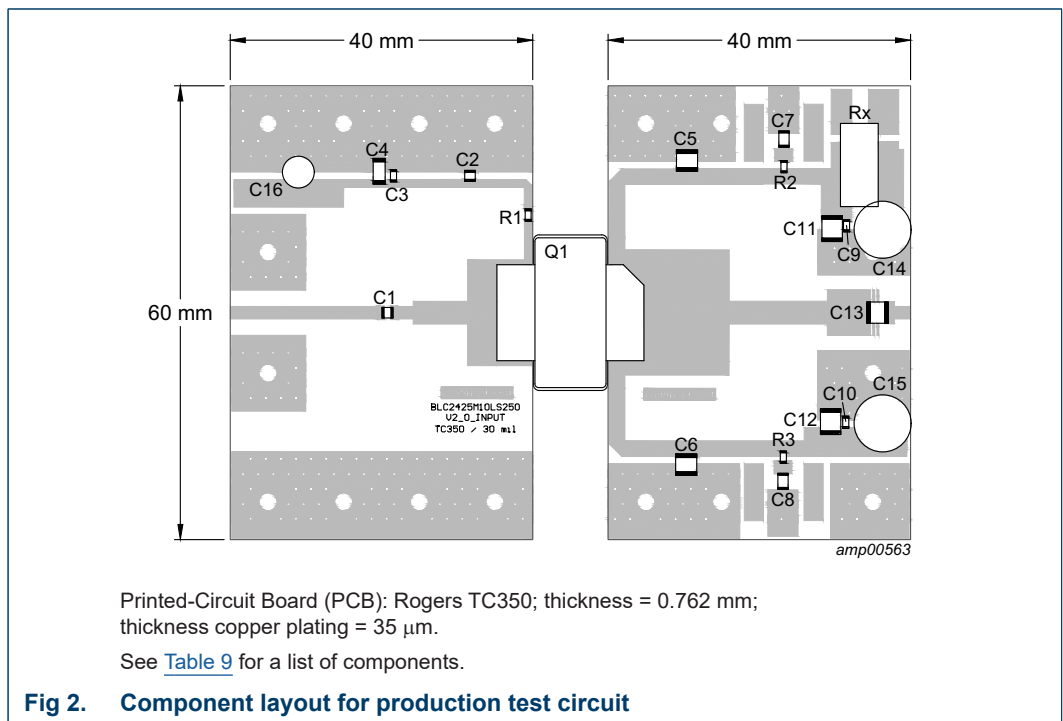 40 mm
40 mm
C7
Rx
C4
C2
C5
C16
C3
R2
R1
C11
C9
Q1
C14
C1
60 mm
C13
C15
C10
BLC2425M10LS250
V2_0_INPUT
TC350 / 30 mil
C12
R3
C6
C8
amp00563
Printed-Circuit Board (PCB): Rogers TC350; thickness = 0.762 mm;
thickness copper plating = 35 μm.
See Table 9 for a list of components.
Fig 2. Component layout for production test circuit